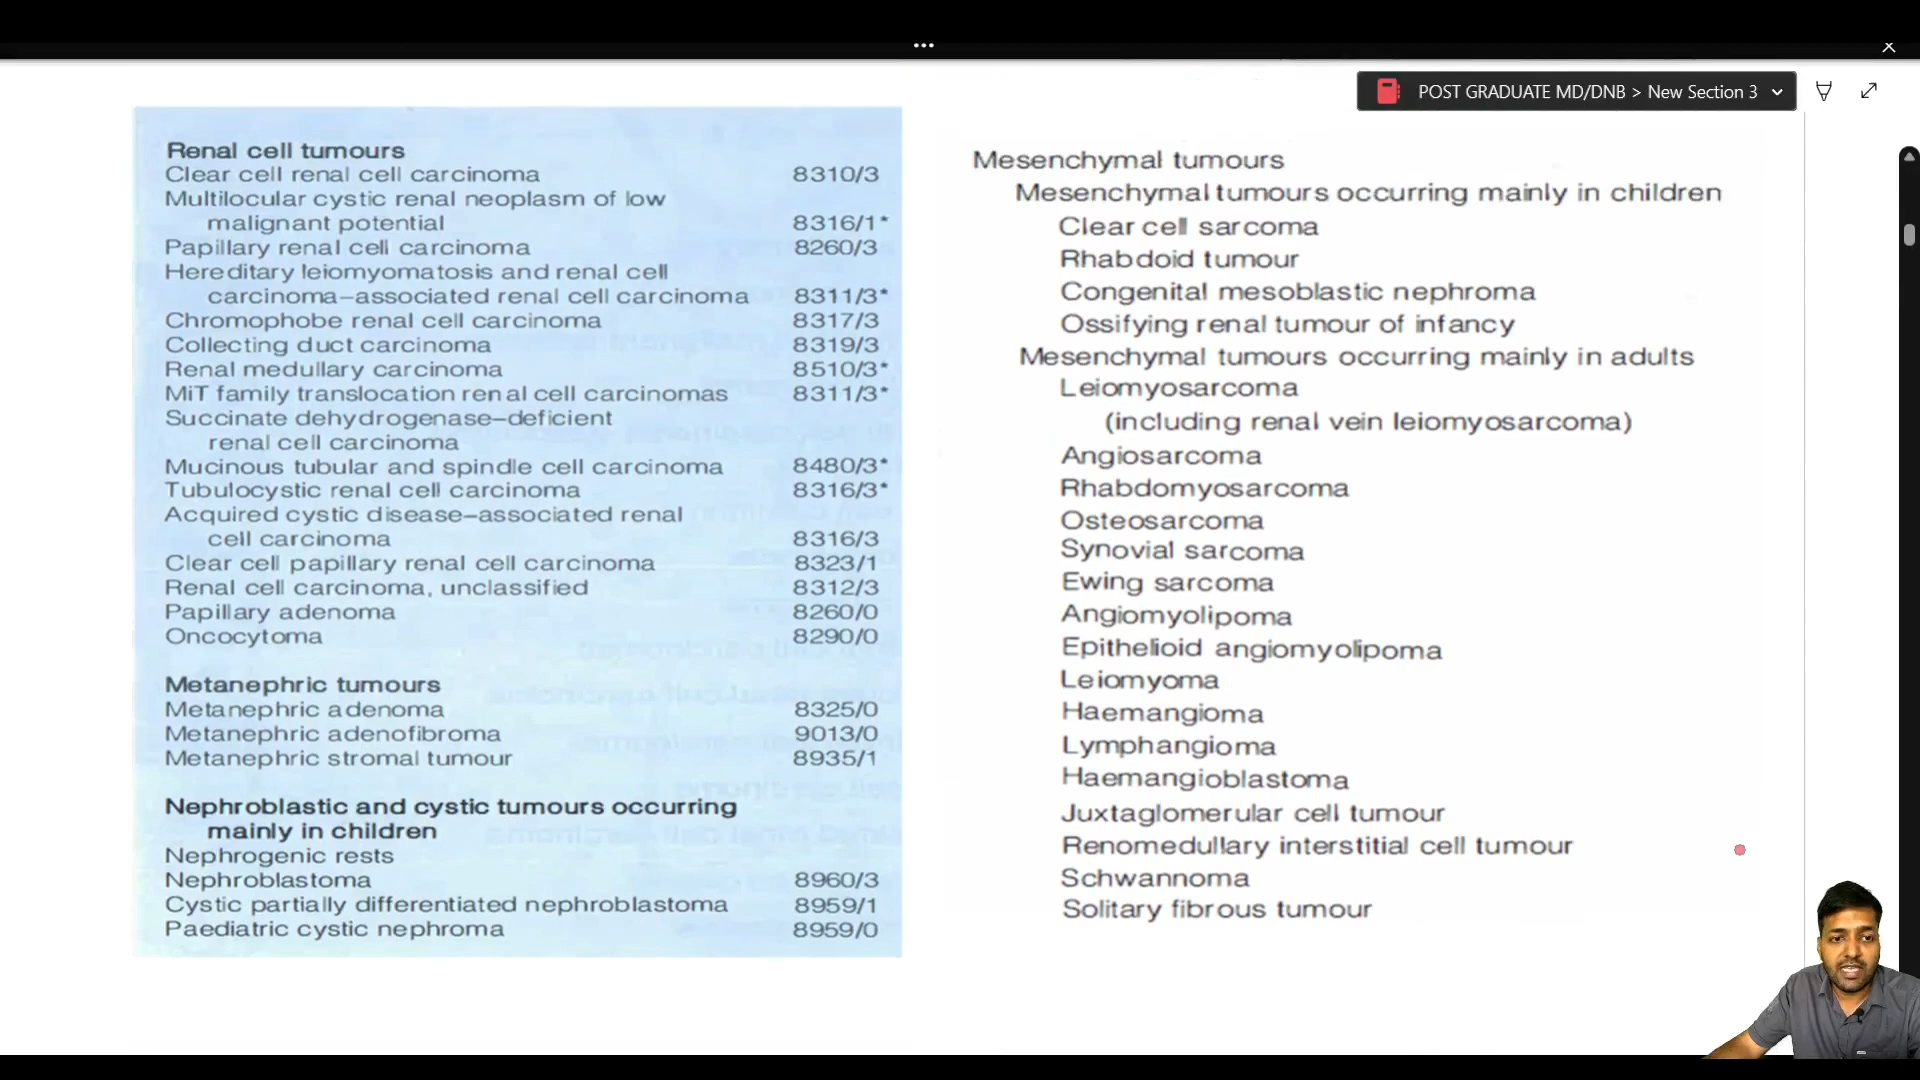 ...
POST GRADUATE MD/DNB > New Section 3
Renal cell tumours
Clear cell renal cell carcinoma 8310/3
Multilocular cystic renal neoplasm of low
malignant potential 8316/1*
Papillary renal cell carcinoma 8260/3
Hereditary leiomyomatosis and renal cell
carcinoma–associated renal cell carcinoma 8311/3*
Chromophobe renal cell carcinoma 8317/3
Collecting duct carcinoma 8319/3
Renal medullary carcinoma 8510/3*
MiT family translocation renal cell carcinomas 8311/3*
Succinate dehydrogenase–deficient
renal cell carcinoma
Mucinous tubular and spindle cell carcinoma 8480/3*
Tubulocystic renal cell carcinoma 8316/3*
Acquired cystic disease–associated renal
cell carcinoma 8316/3
Clear cell papillary renal cell carcinoma 8323/1
Renal cell carcinoma, unclassified 8312/3
Papillary adenoma 8260/0
Oncocytoma 8290/0
Metanephric tumours
Metanephric adenoma 8325/0
Metanephric adenofibroma 9013/0
Metanephric stromal tumour 8935/1
Nephroblastic and cystic tumours occurring
mainly in children
Nephrogenic rests
Nephroblastoma 8960/3
Cystic partially differentiated nephroblastoma 8959/1
Paediatric cystic nephroma 8959/0
Mesenchymal tumours
Mesenchymal tumours occurring mainly in children
Clear cell sarcoma
Rhabdoid tumour
Congenital mesoblastic nephroma
Ossifying renal tumour of infancy
Mesenchymal tumours occurring mainly in adults
Leiomyosarcoma
(including renal vein leiomyosarcoma)
Angiosarcoma
Rhabdomyosarcoma
Osteosarcoma
Synovial sarcoma
Ewing sarcoma
Angiomyolipoma
Epithelioid angiomyolipoma
Leiomyoma
Haemangioma
Lymphangioma
Haemangioblastoma
Juxtaglomerular cell tumour
Renomedullary interstitial cell tumour
Schwannoma
Solitary fibrous tumour